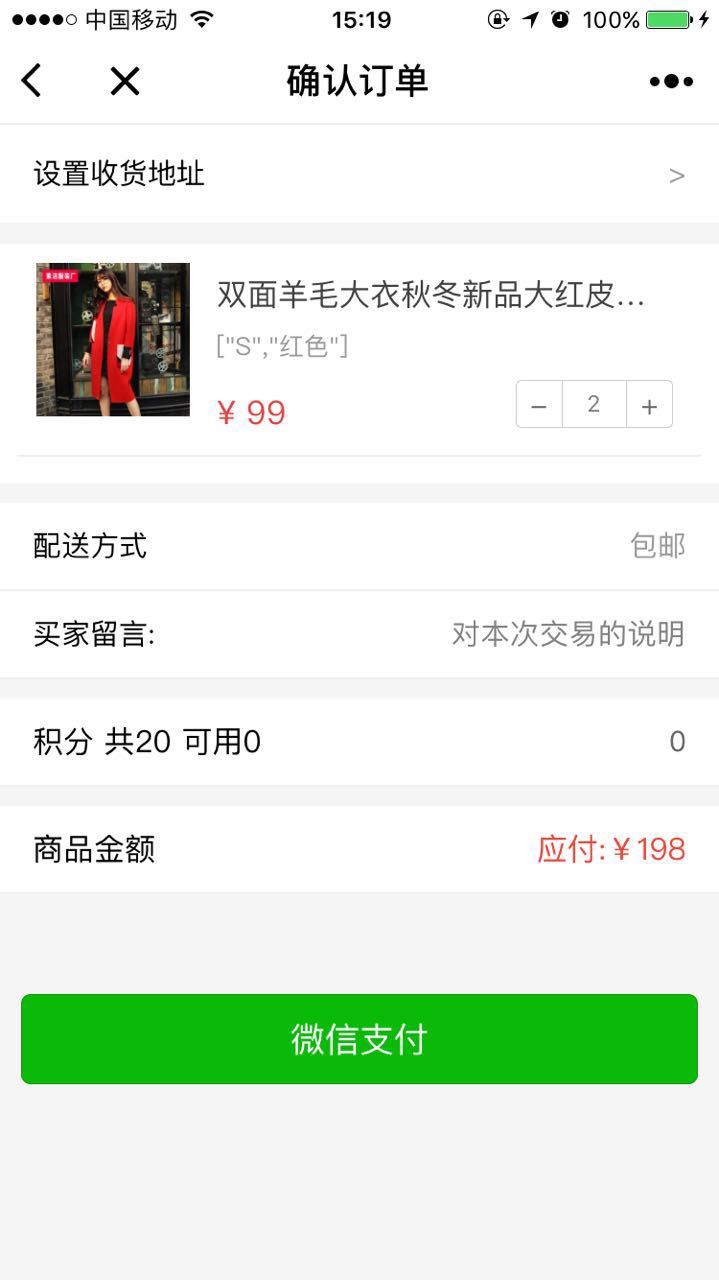 中国移动 15:19 100%
确认订单
设置收货地址 >
双面羊毛大衣秋冬新品大红皮...
["S","红色"]
¥ 99 − 2 +
配送方式 包邮
买家留言: 对本次交易的说明
积分 共20 可用0 0
商品金额 应付:¥198
微信支付